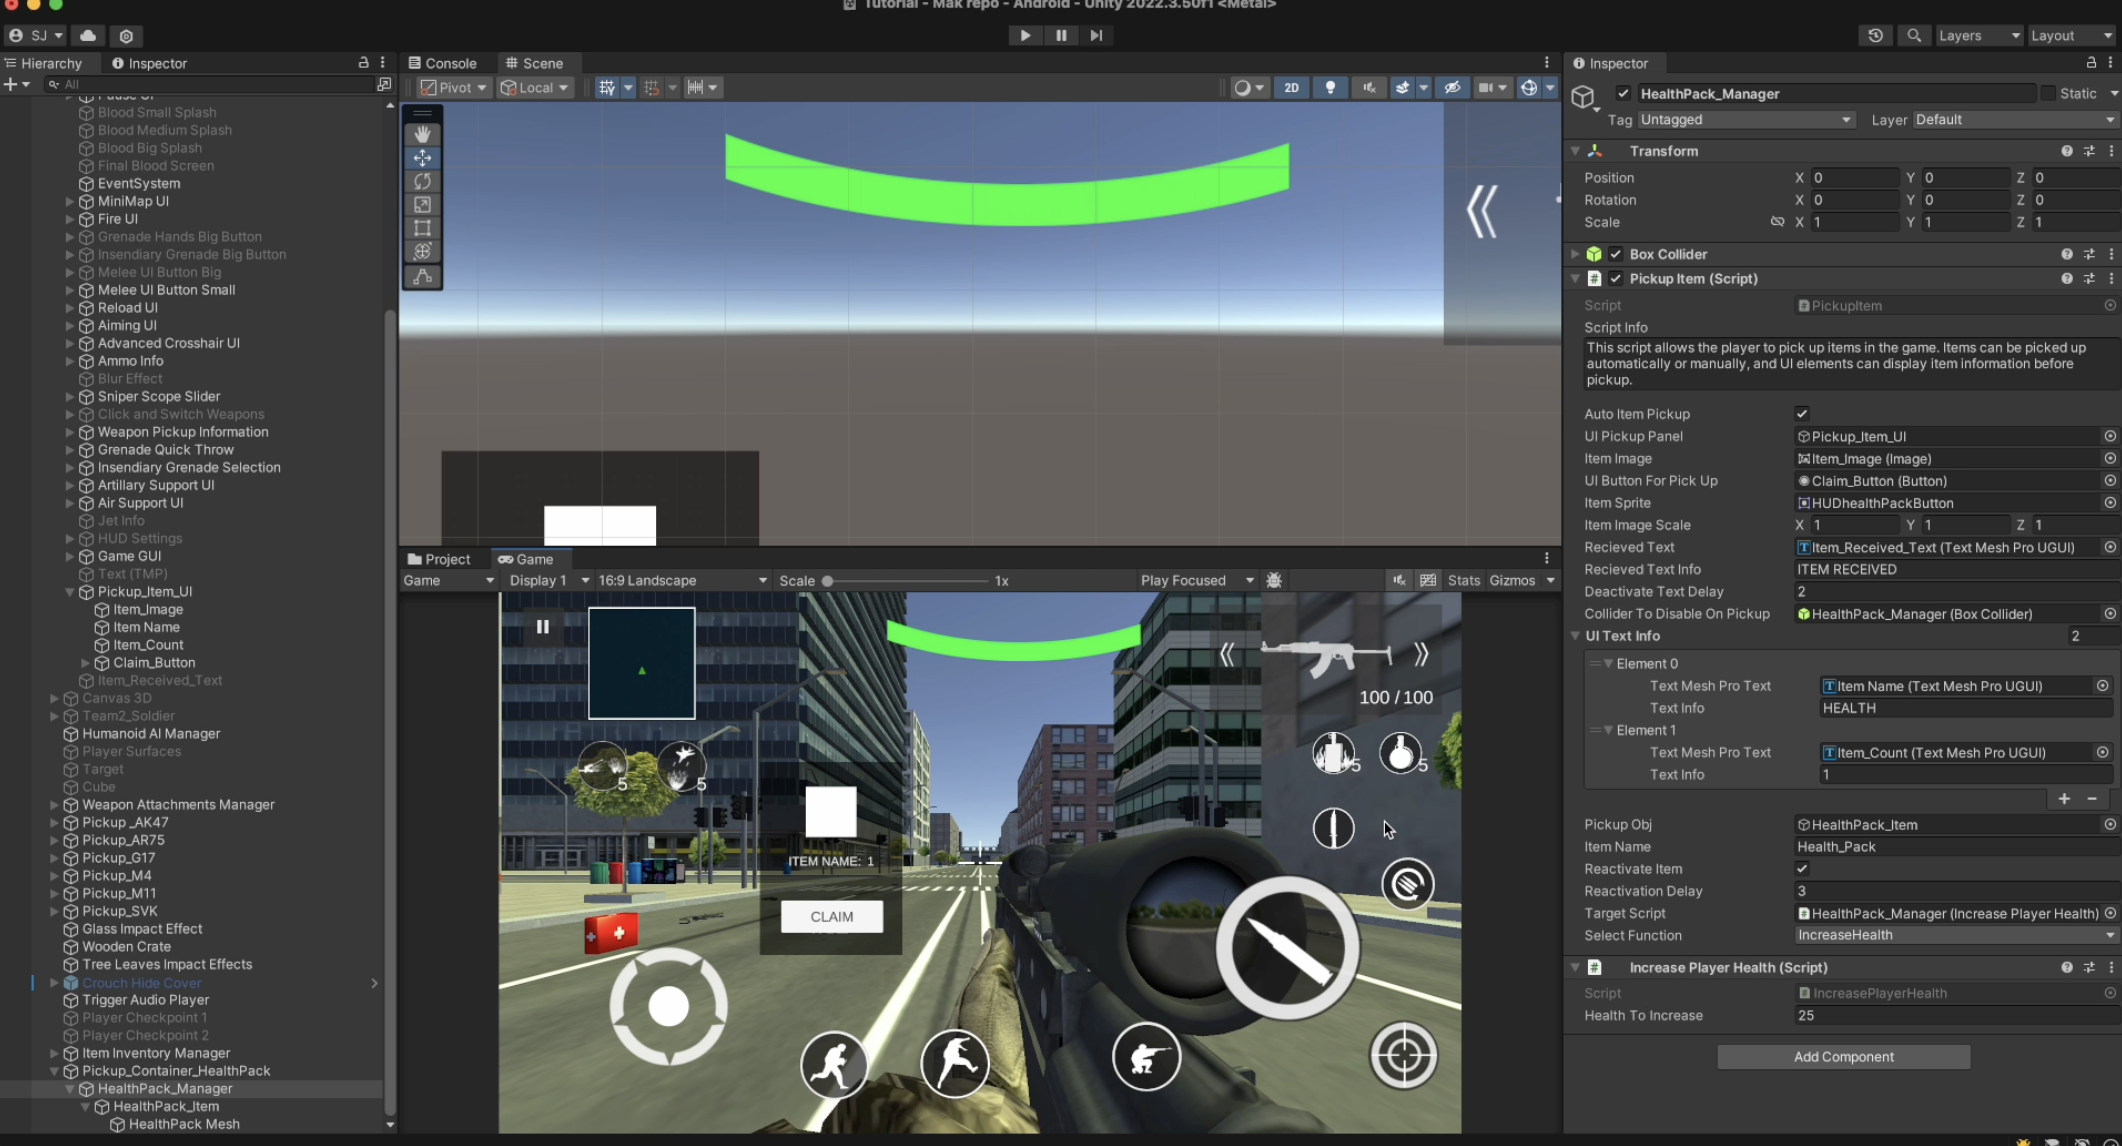 Tutorial - Mak repo - Android - Unity 2022.3.50f1 <Metal>
SJ
Layers
Layout
Hierarchy
Inspector
All
Pause UI
Blood Small Splash
Blood Medium Splash
Blood Big Splash
Final Blood Screen
EventSystem
MiniMap UI
Fire UI
Grenade Hands Big Button
Insendiary Grenade Big Button
Melee UI Button Big
Melee UI Button Small
Reload UI
Aiming UI
Advanced Crosshair UI
Ammo Info
Blur Effect
Sniper Scope Slider
Click and Switch Weapons
Weapon Pickup Information
Grenade Quick Throw
Insendiary Grenade Selection
Artillary Support UI
Air Support UI
Jet Info
HUD Settings
Game GUI
Text (TMP)
Pickup_Item_UI
Item_Image
Item Name
Item_Count
Claim_Button
Item_Received_Text
Canvas 3D
Team2_Soldier
Humanoid AI Manager
Player Surfaces
Target
Cube
Weapon Attachments Manager
Pickup _AK47
Pickup_AR75
Pickup_G17
Pickup_M4
Pickup_M11
Pickup_SVK
Glass Impact Effect
Wooden Crate
Tree Leaves Impact Effects
Crouch Hide Cover
Trigger Audio Player
Player Checkpoint 1
Player Checkpoint 2
Item Inventory Manager
Pickup_Container_HealthPack
HealthPack_Manager
HealthPack_Item
HealthPack Mesh
Console
Scene
Pivot
Local
2D
Project
Game
Game
Display 1
16:9 Landscape
Scale
1x
Play Focused
Stats
Gizmos
100 / 100
5
5
5
5
ITEM NAME: 1
CLAIM
Inspector
HealthPack_Manager
Static
Tag Untagged
Layer Default
Transform
Position X 0 Y 0 Z 0
Rotation X 0 Y 0 Z 0
Scale X 1 Y 1 Z 1
Box Collider
Pickup Item (Script)
Script PickupItem
Script Info
This script allows the player to pick up items in the game. Items can be picked up
automatically or manually, and UI elements can display item information before
pickup.
Auto Item Pickup
UI Pickup Panel Pickup_Item_UI
Item Image Item_Image (Image)
UI Button For Pick Up Claim_Button (Button)
Item Sprite HUDhealthPackButton
Item Image Scale X 1 Y 1 Z 1
Recieved Text Item_Received_Text (Text Mesh Pro UGUI)
Recieved Text Info ITEM RECEIVED
Deactivate Text Delay 2
Collider To Disable On Pickup HealthPack_Manager (Box Collider)
UI Text Info 2
Element 0
Text Mesh Pro Text Item Name (Text Mesh Pro UGUI)
Text Info HEALTH
Element 1
Text Mesh Pro Text Item_Count (Text Mesh Pro UGUI)
Text Info 1
Pickup Obj HealthPack_Item
Item Name Health_Pack
Reactivate Item
Reactivation Delay 3
Target Script HealthPack_Manager (Increase Player Health)
Select Function IncreaseHealth
Increase Player Health (Script)
Script IncreasePlayerHealth
Health To Increase 25
Add Component